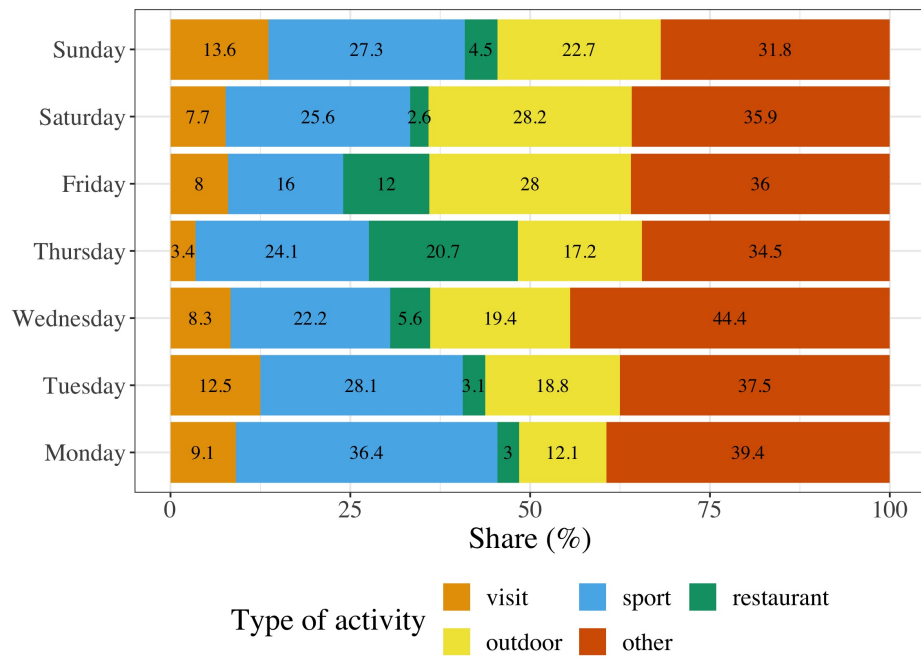 Sunday 13.6 27.3 4.5 22.7 31.8
Saturday 7.7 25.6 2.6 28.2 35.9
Friday 8 16 12 28 36
Thursday 3.4 24.1 20.7 17.2 34.5
Wednesday 8.3 22.2 5.6 19.4 44.4
Tuesday 12.5 28.1 3.1 18.8 37.5
Monday 9.1 36.4 3 12.1 39.4
0 25 50 75 100
Share (%)
Type of activity
visit sport restaurant
outdoor other